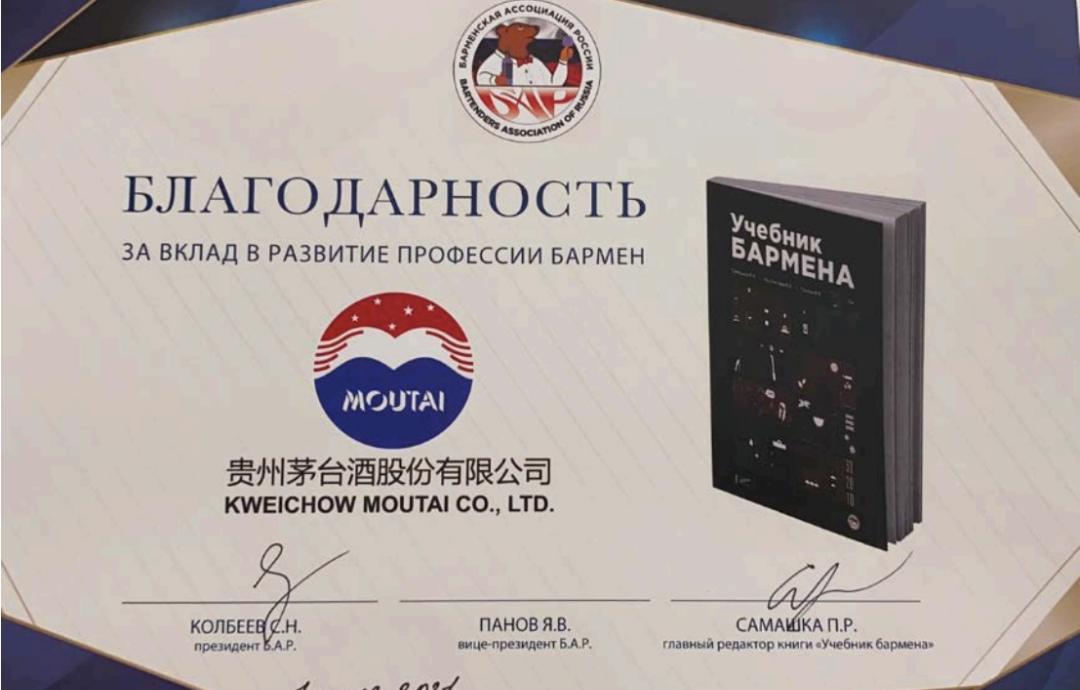 БАРМЕНСКАЯ АССОЦИАЦИЯ РОССИИ
БАР
BARTENDERS ASSOCIATION OF RUSSIA
БЛАГОДАРНОСТЬ
ЗА ВКЛАД В РАЗВИТИЕ ПРОФЕССИИ БАРМЕН
Учебник
БАРМЕНА
MOUTAI
贵州茅台酒股份有限公司
KWEICHOW MOUTAI CO., LTD.
КОЛБЕЕВ С.Н.
президент Б.А.Р.
ПАНОВ Я.В.
вице-президент Б.А.Р.
САМАШКА П.Р.
главный редактор книги «Учебник бармена»